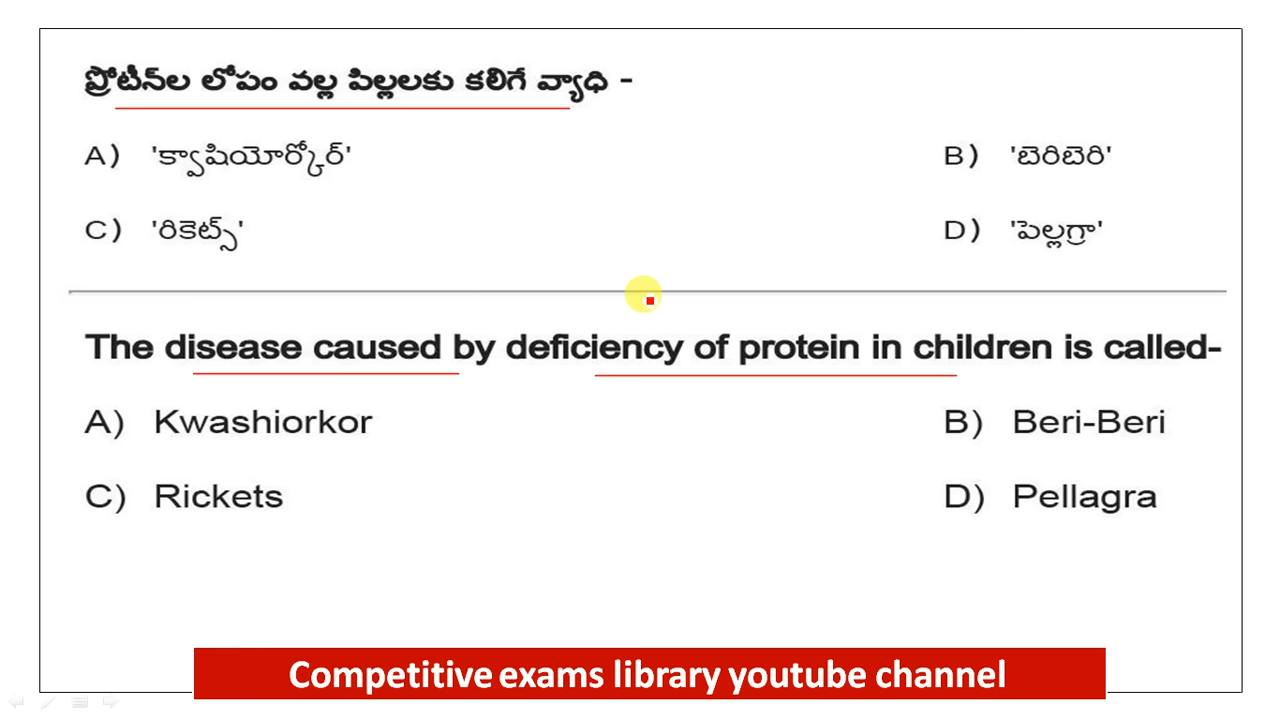 ప్రోటీన్‌ల లోపం వల్ల పిల్లలకు కలిగే వ్యాధి -
A) 'క్వాషియోర్కోర్' B) 'బెరిబెరి'
C) 'రికెట్స్' D) 'పెల్లగ్రా'
The disease caused by deficiency of protein in children is called-
A) Kwashiorkor B) Beri-Beri
C) Rickets D) Pellagra
Competitive exams library youtube channel